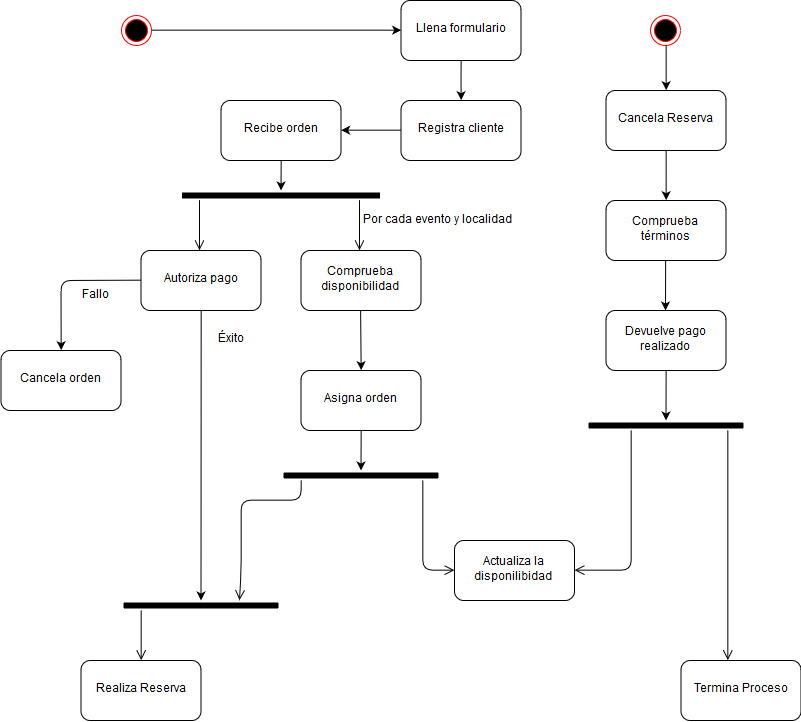 Llena formulario
Recibe orden
Registra cliente
Cancela Reserva
Por cada evento y localidad
Comprueba
términos
Autoriza pago
Comprueba
disponibilidad
Fallo
Éxito
Devuelve pago
realizado
Cancela orden
Asigna orden
Actualiza la
disponilibidad
Realiza Reserva
Termina Proceso